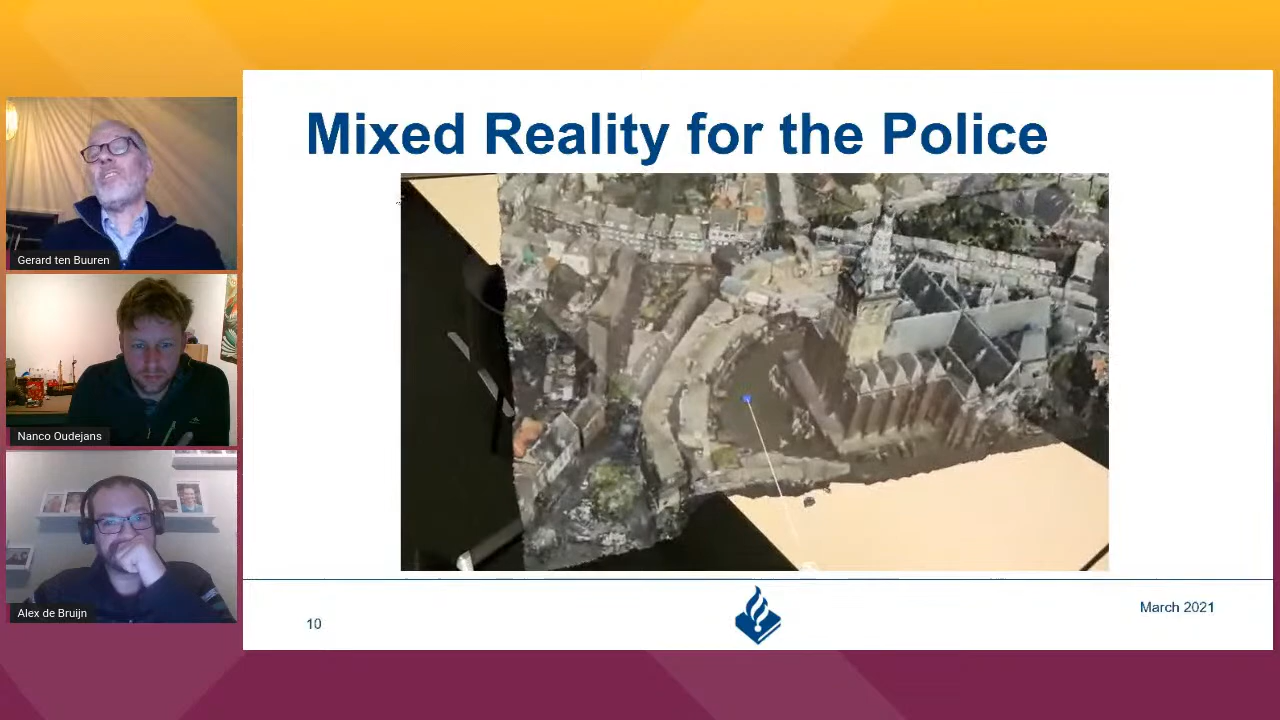 Mixed Reality for the Police
Gerard ten Buuren
Nanco Oudejans
Alex de Bruijn
10
March 2021